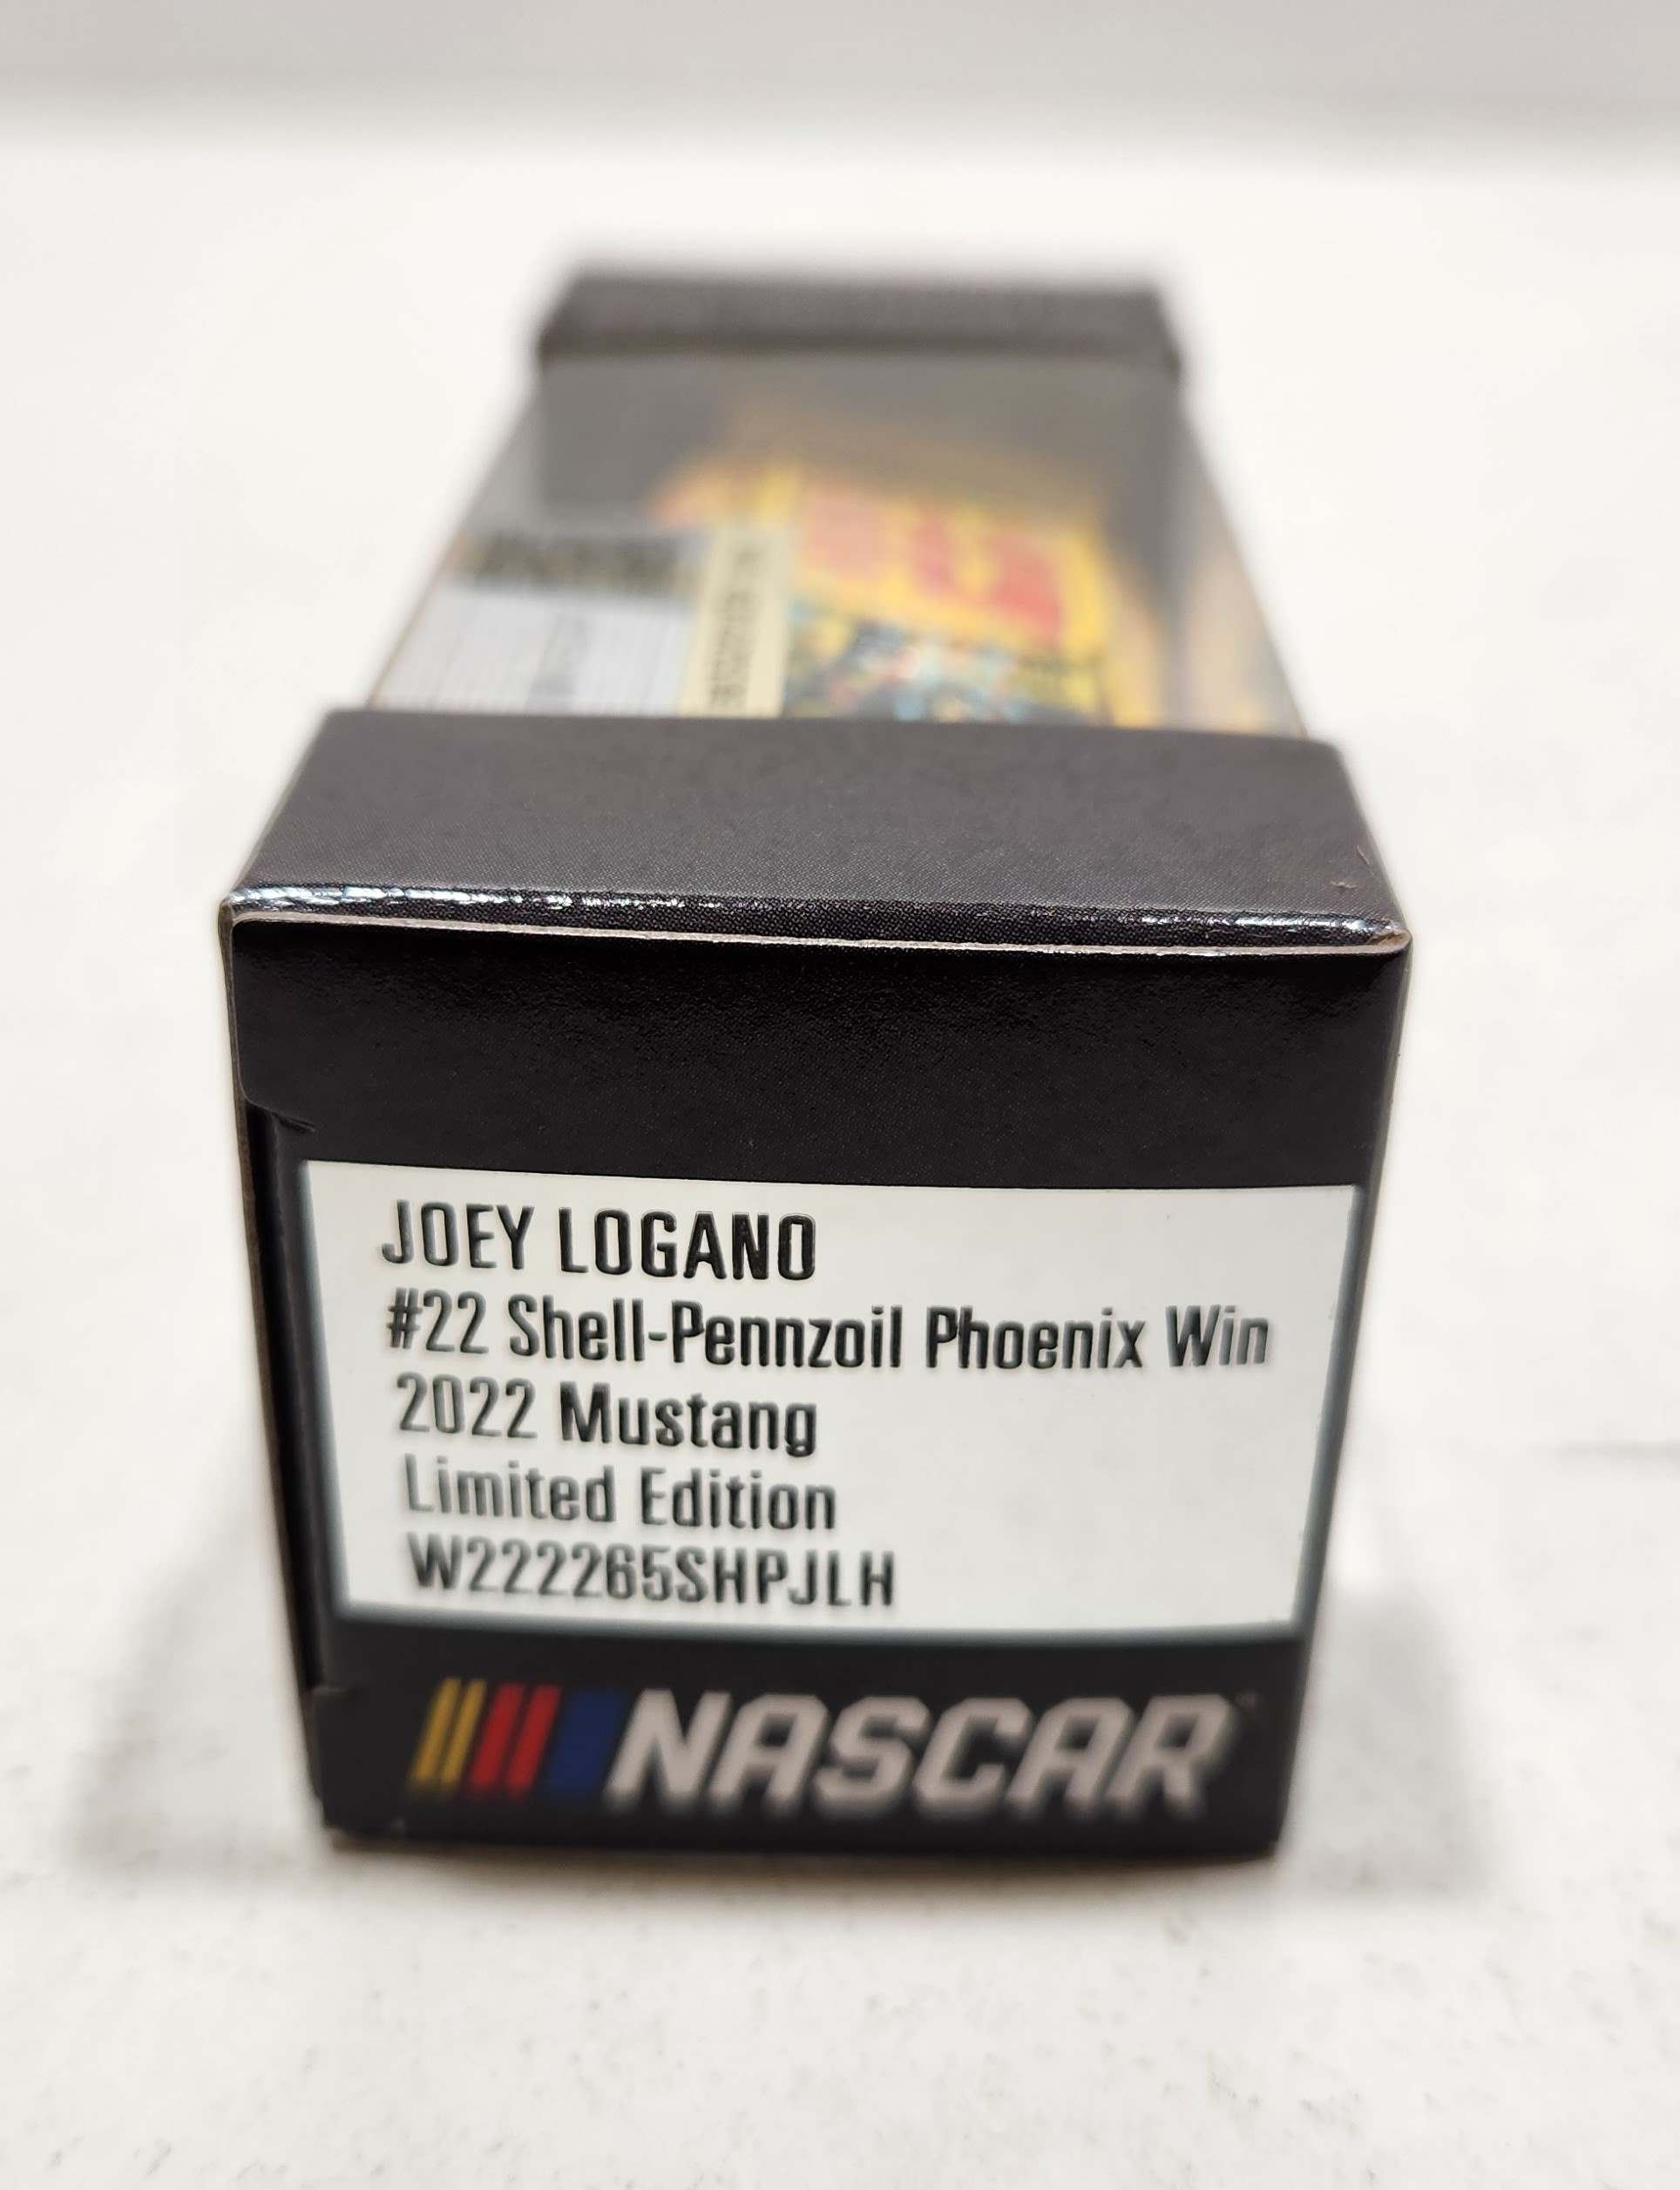 JOEY LOGANO
#22 Shell-Pennzoil Phoenix Win
2022 Mustang
Limited Edition
W222265SHPJLH
NASCAR